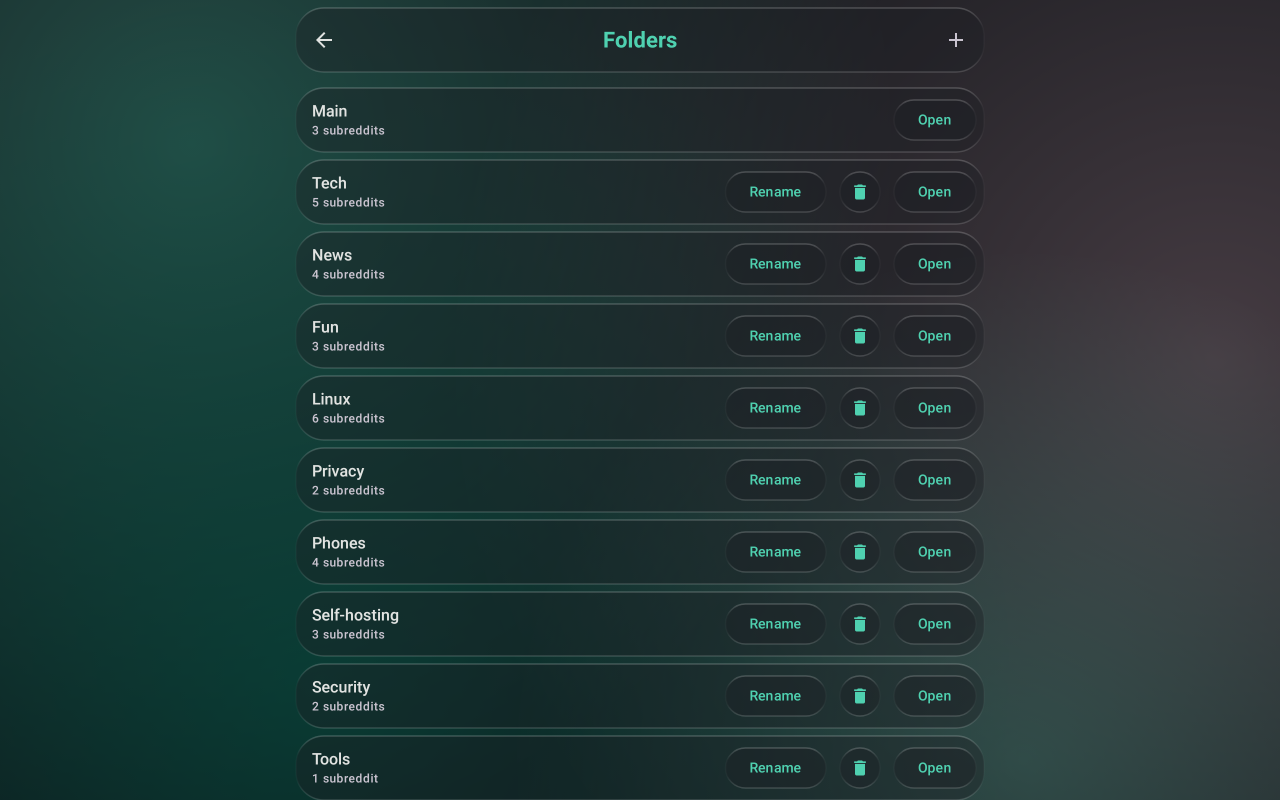 Folders
Main
3 subreddits
Open
Tech
5 subreddits
Rename
Open
News
4 subreddits
Rename
Open
Fun
3 subreddits
Rename
Open
Linux
6 subreddits
Rename
Open
Privacy
2 subreddits
Rename
Open
Phones
4 subreddits
Rename
Open
Self-hosting
3 subreddits
Rename
Open
Security
2 subreddits
Rename
Open
Tools
1 subreddit
Rename
Open